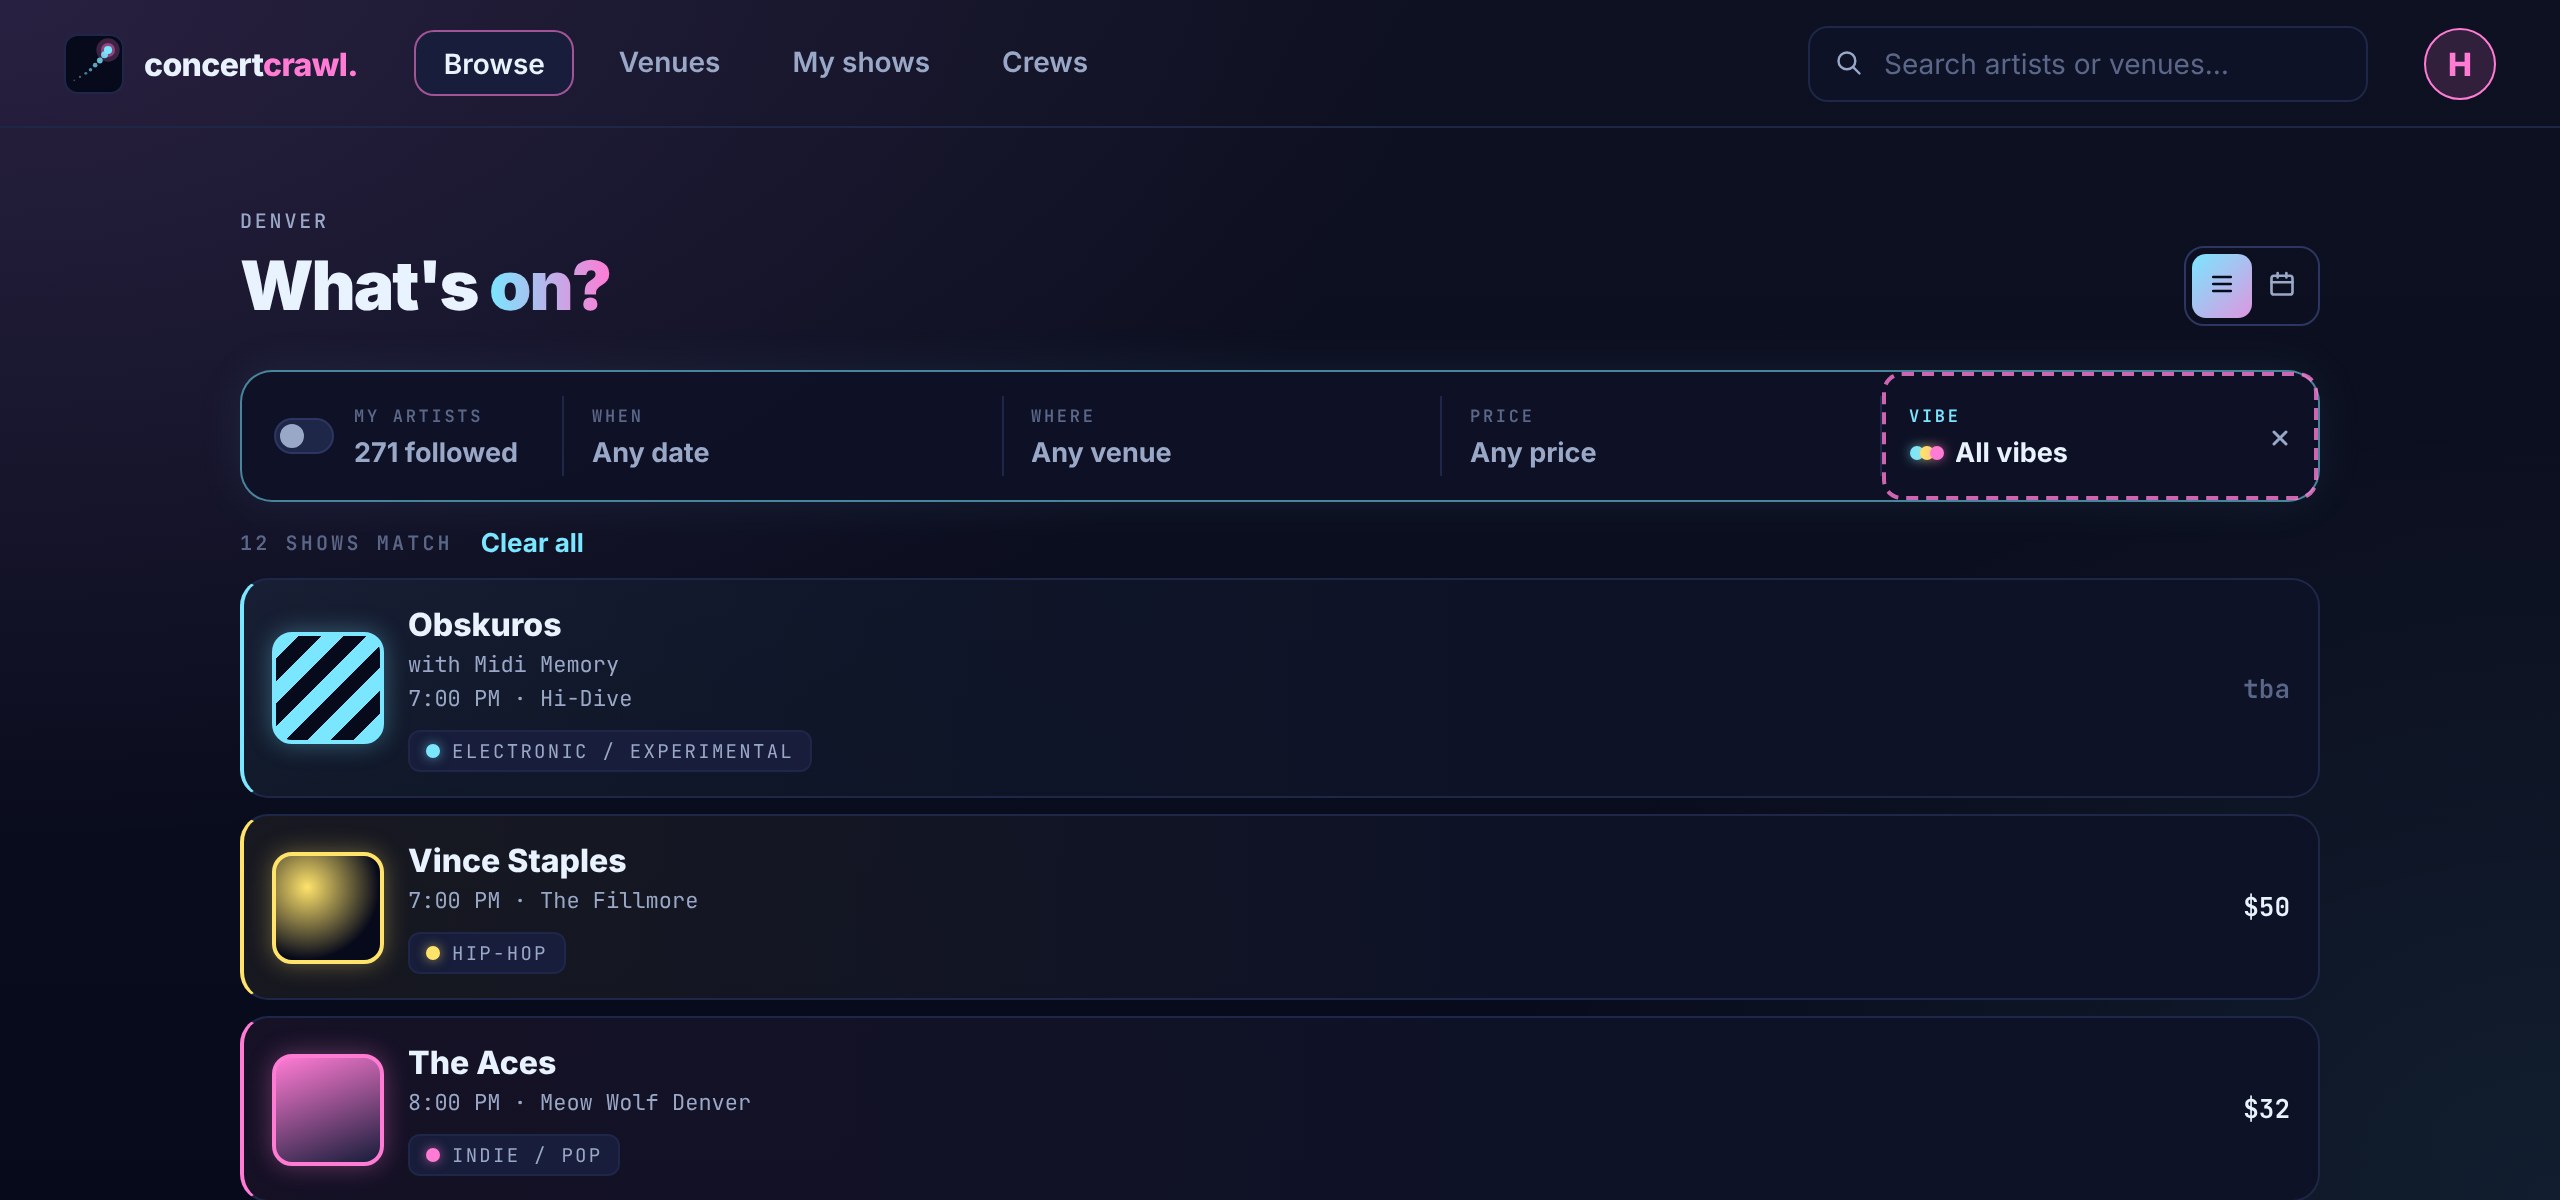 concertcrawl.
Browse
Venues
My shows
Crews
Search artists or venues...
H
DENVER
What's on?
MY ARTISTS
271 followed
WHEN
Any date
WHERE
Any venue
PRICE
Any price
VIBE
All vibes
12 SHOWS MATCH
Clear all
Obskuros
with Midi Memory
7:00 PM · Hi-Dive
ELECTRONIC / EXPERIMENTAL
tba
Vince Staples
7:00 PM · The Fillmore
HIP-HOP
$50
The Aces
8:00 PM · Meow Wolf Denver
INDIE / POP
$32